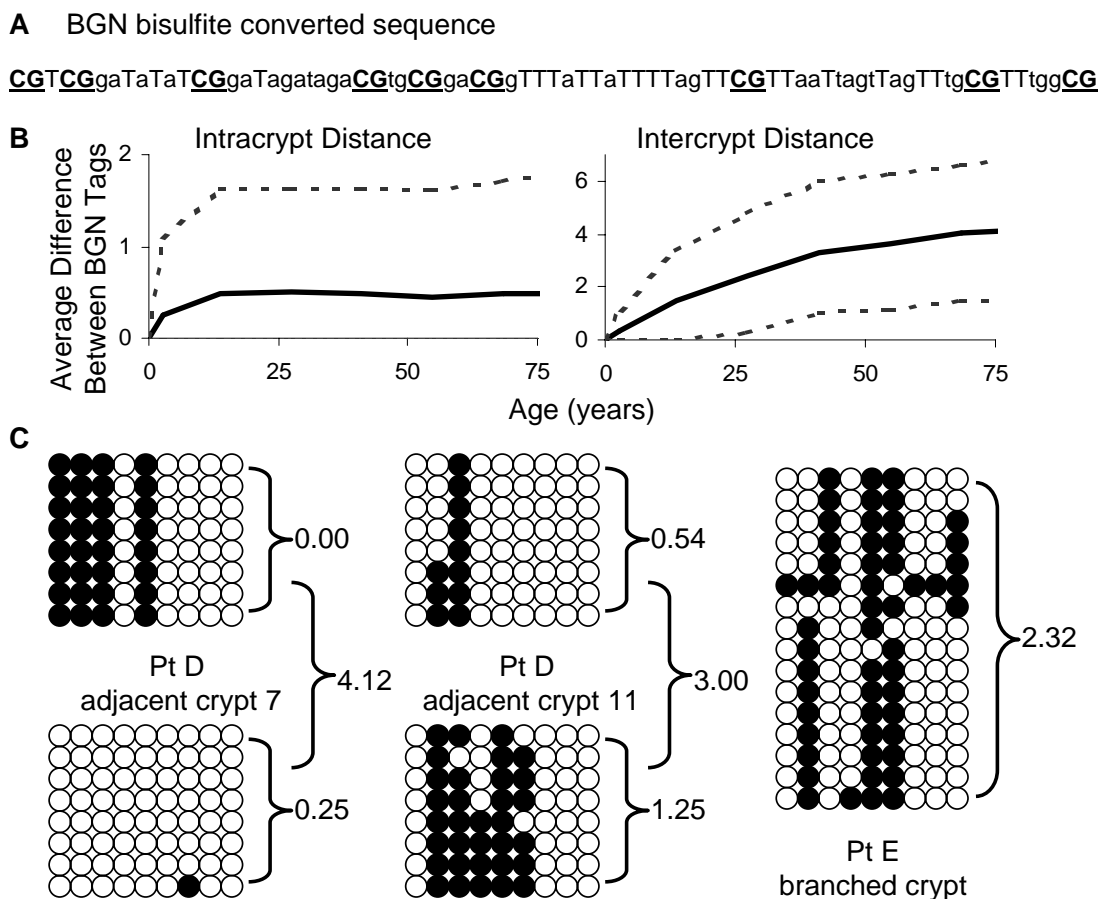 A BGN bisulfite converted sequence
CGTCGgaTaTaTCGgaTagatagaCGtgCGgaCGgTTTaTTaTTTTagTTCGTTaaTtagtTagTTtgCGTTtggCG
B
Intracrypt Distance
Intercrypt Distance
Average Difference
Between BGN Tags
2
1
0
0 25 50 75
6
4
2
0
0 25 50 75
Age (years)
C
0.00
Pt D
adjacent crypt 7
4.12
0.25
0.54
Pt D
adjacent crypt 11
3.00
1.25
2.32
Pt E
branched crypt